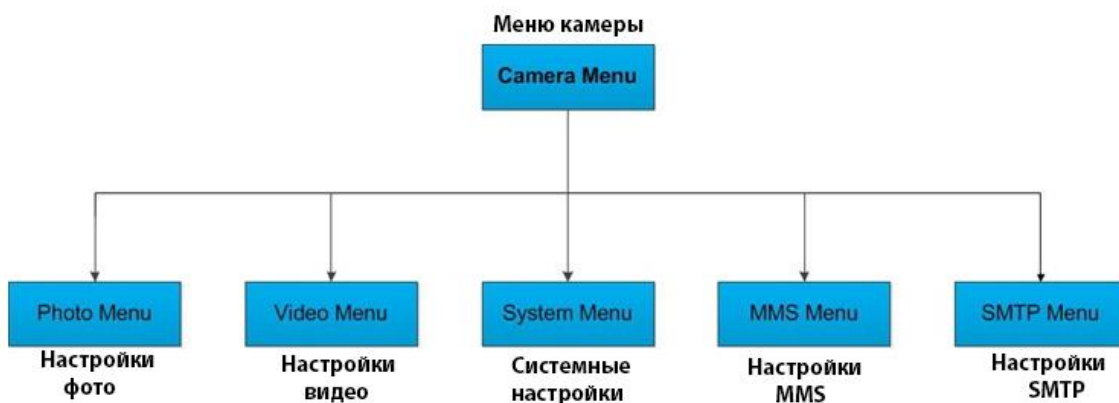 Меню камеры
Camera Menu
Photo Menu
Video Menu
System Menu
MMS Menu
SMTP Menu
Настройки
фото
Настройки
видео
Системные
настройки
Настройки
MMS
Настройки
SMTP